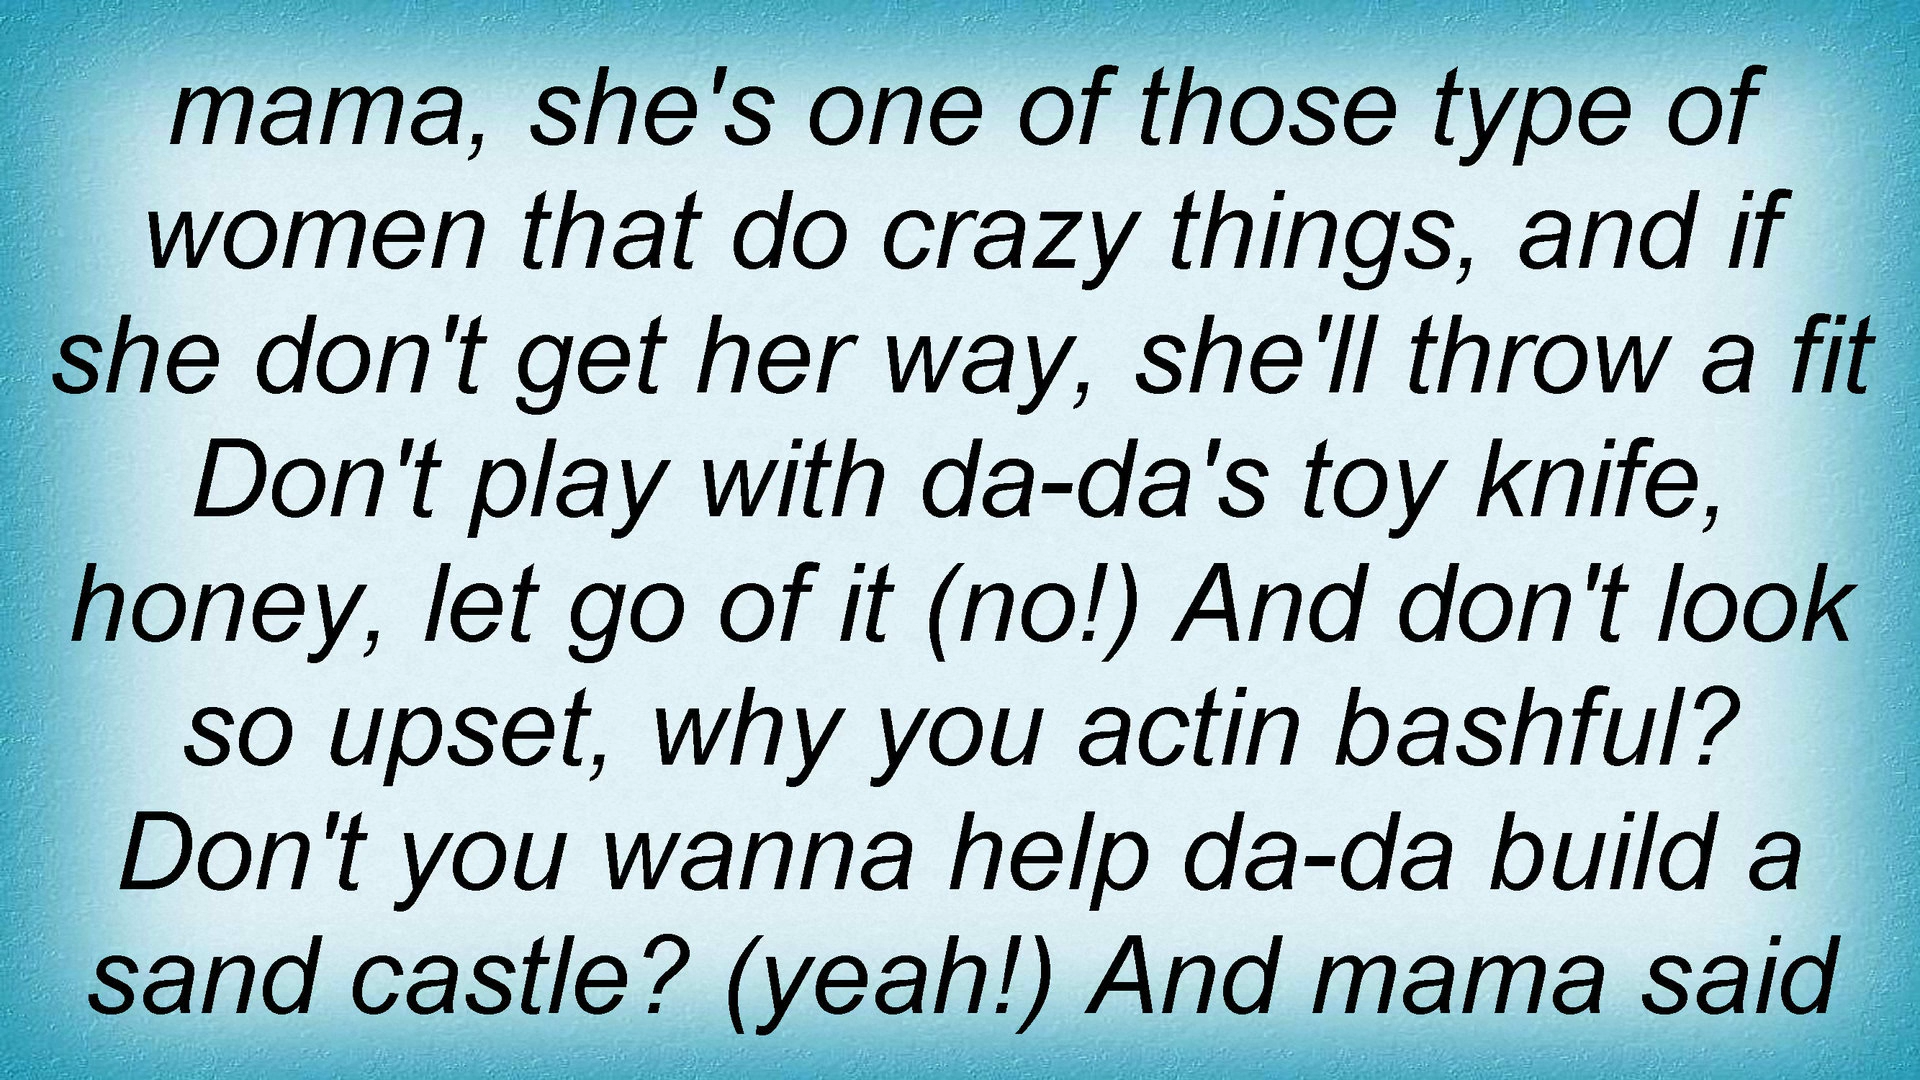 mama, she's one of those type of
women that do crazy things, and if
she don't get her way, she'll throw a fit
Don't play with da-da's toy knife,
honey, let go of it (no!) And don't look
so upset, why you actin bashful?
Don't you wanna help da-da build a
sand castle? (yeah!) And mama said